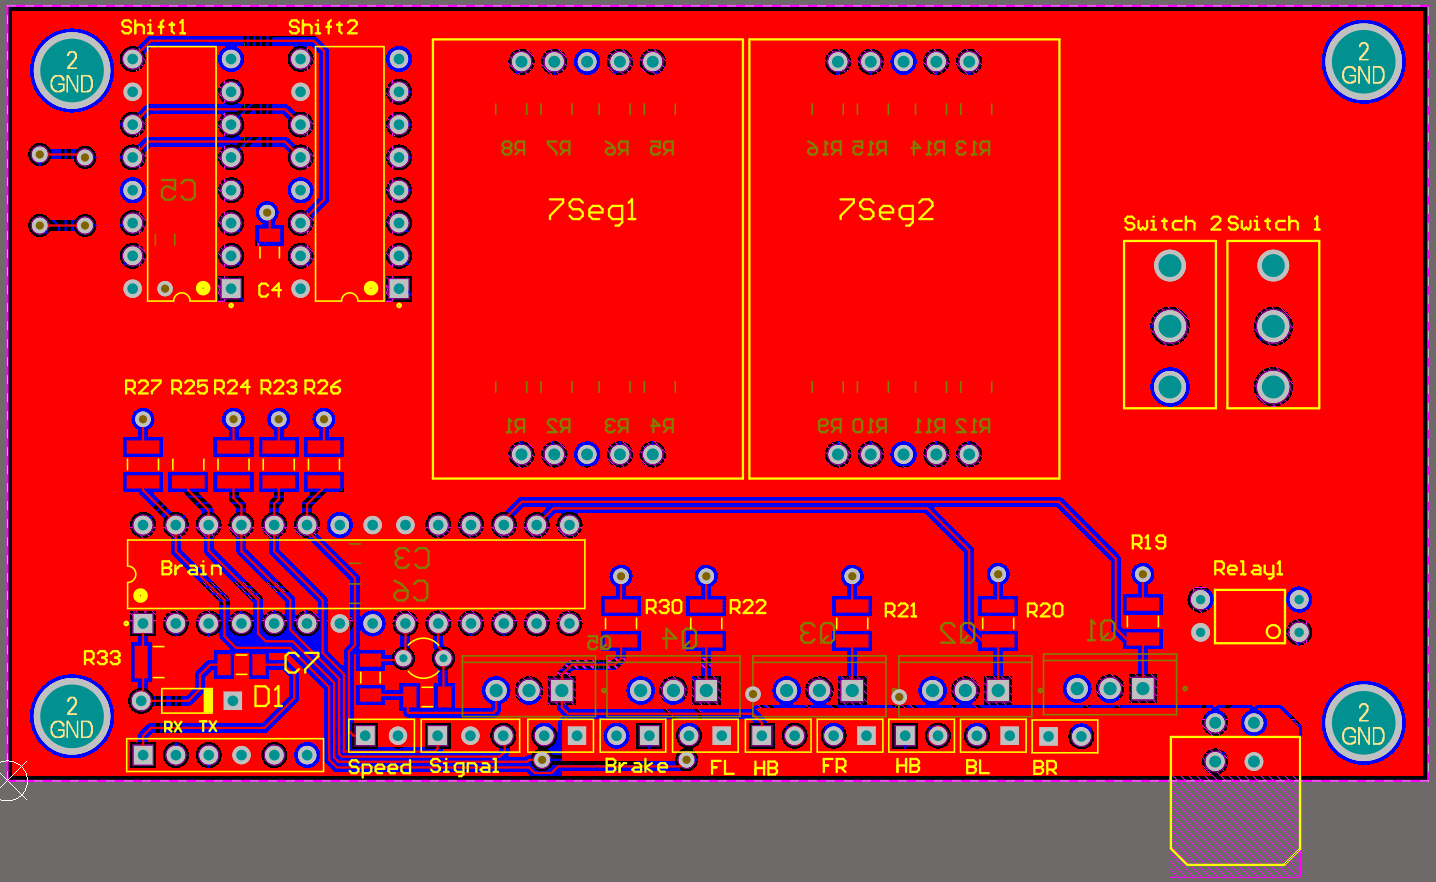 Shift1
Shift2
2
GND
2
GND
R8
R7
R6
R5
R16
R15
R14
R13
C5
7Seg1
7Seg2
Switch 2
Switch 1
C4
R27
R25
R24
R23
R26
R1
R2
R3
R4
R9
R10
R11
R12
Brain
C3
C6
R19
Relay1
R30
R22
R21
R20
R33
C7
Q5
Q4
Q3
Q2
Q1
D1
2
GND
RX
TX
2
GND
Speed
Signal
Brake
FL
HB
FR
HB
BL
BR